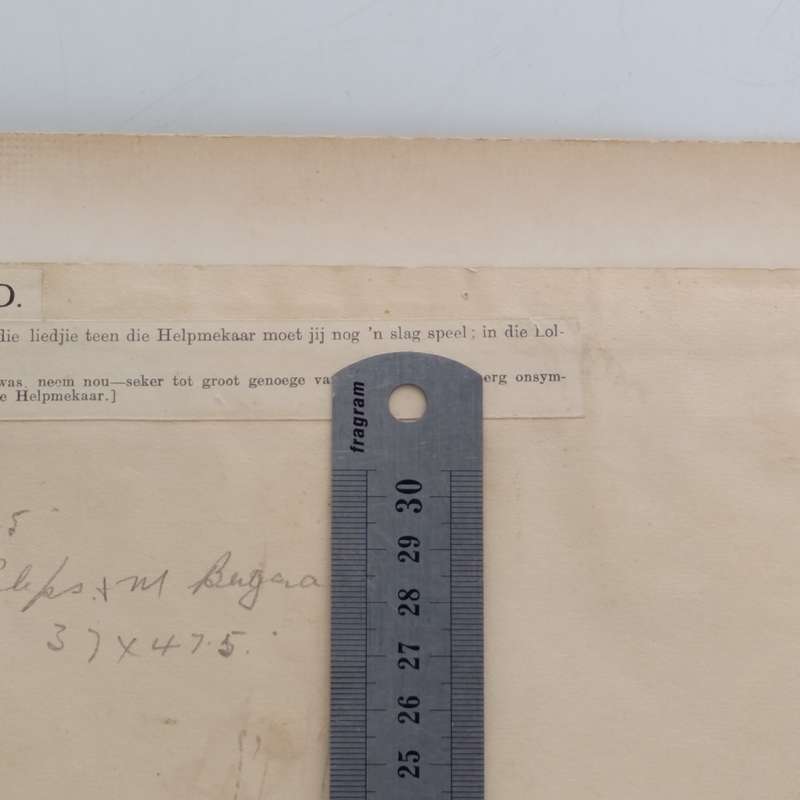 D.
die liedjie teen die Helpmekaar moet jij nog 'n slag speel; in die Lol-
was, neem nou—seker tot groot genoege va erg onsym-
e Helpmekaar.]
fragram
30
29
28
27
26
25
5
& M
37 x 47.5.